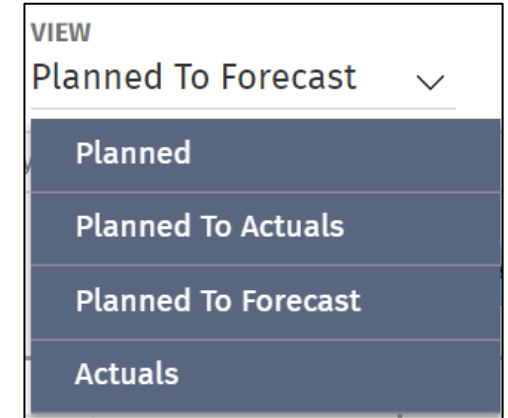 VIEW
Planned To Forecast
Planned
Planned To Actuals
Planned To Forecast
Actuals